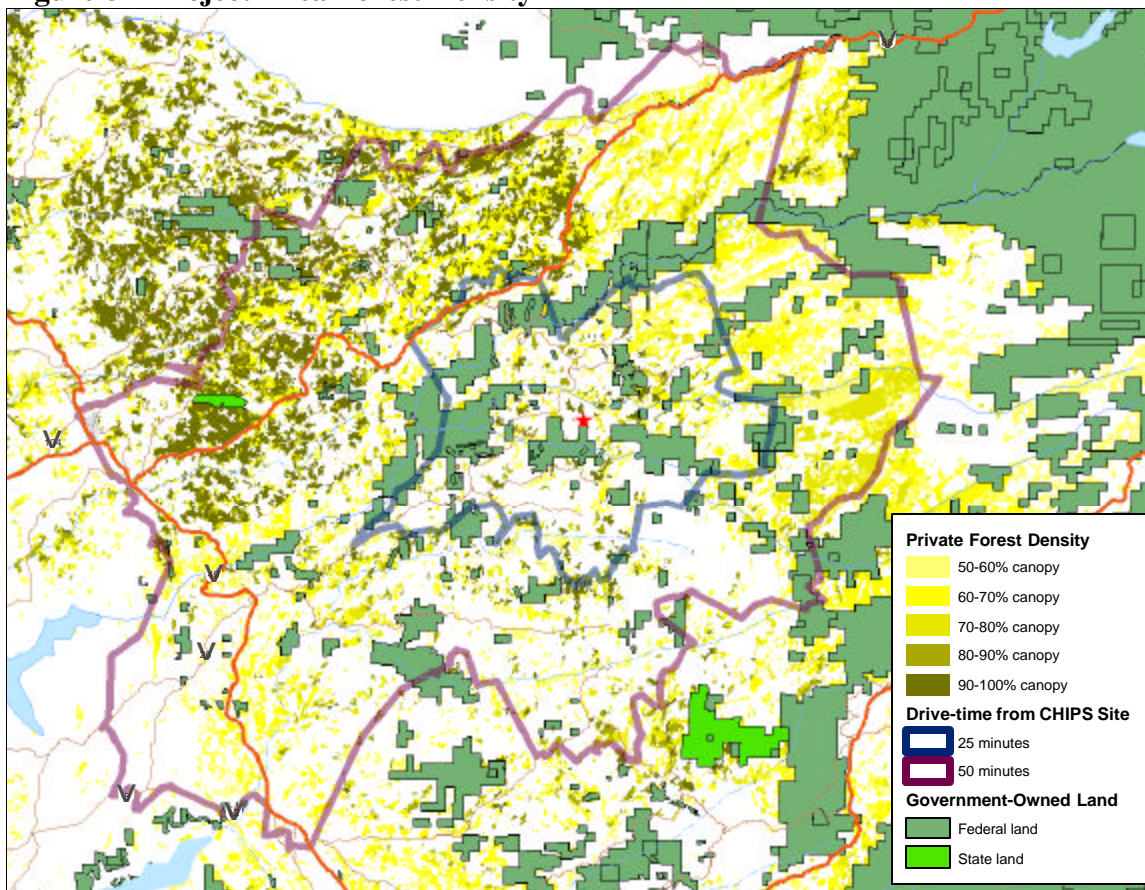 Private Forest Density
50-60% canopy
60-70% canopy
70-80% canopy
80-90% canopy
90-100% canopy
Drive-time from CHIPS Site
25 minutes
50 minutes
Government-Owned Land
Federal land
State land